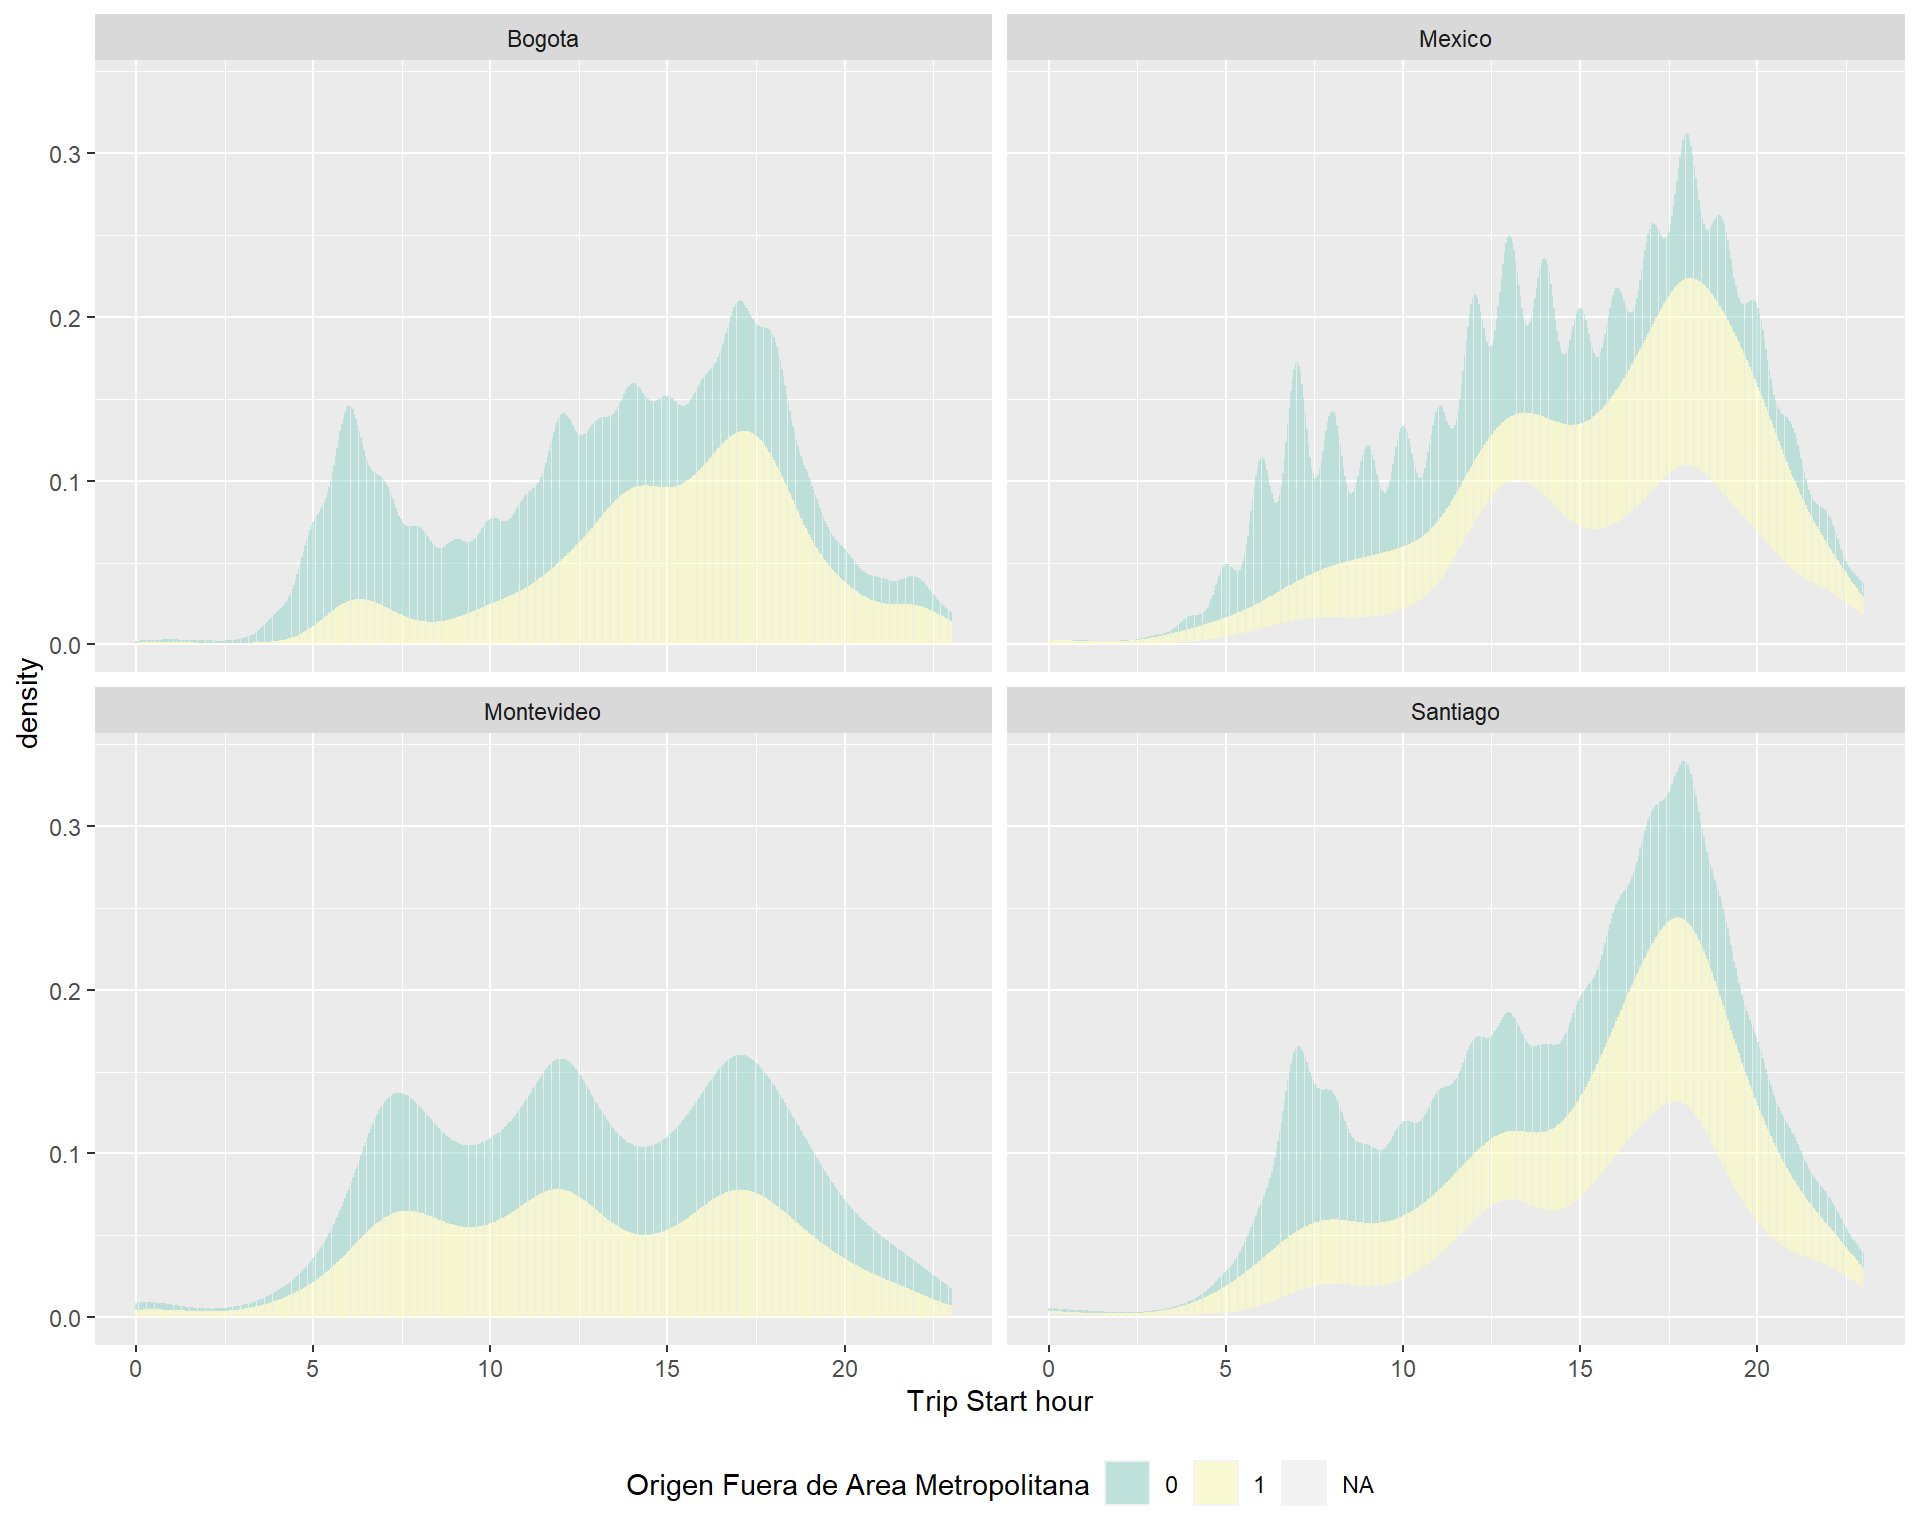 Bogota
Mexico
0.3
0.2
0.1
0.0
Montevideo
Santiago
0.3
0.2
0.1
0.0
density
0 5 10 15 20
0 5 10 15 20
Trip Start hour
Origen Fuera de Area Metropolitana 0 1 NA